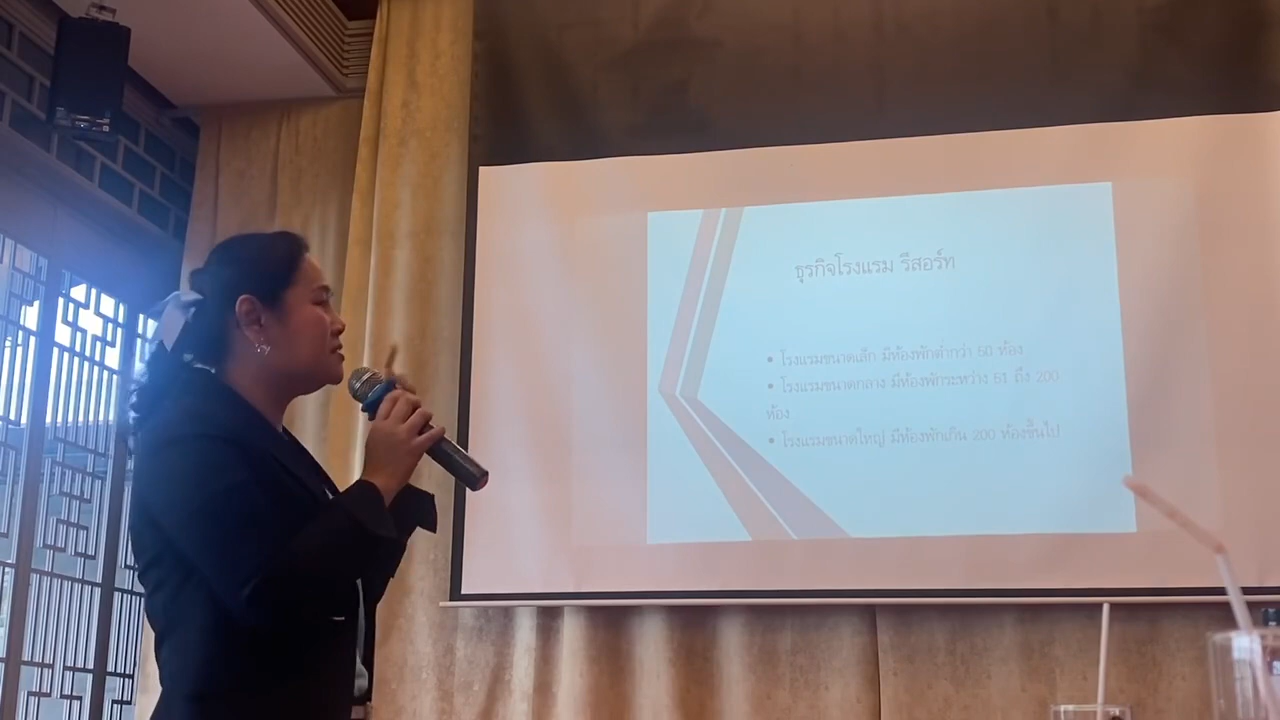 ธุรกิจโรงแรม รีสอร์ท
• โรงแรมขนาดเล็ก มีห้องพักต่ำกว่า 50 ห้อง
• โรงแรมขนาดกลาง มีห้องพักระหว่าง 51 ถึง 200
ห้อง
• โรงแรมขนาดใหญ่ มีห้องพักเกิน 200 ห้องขึ้นไป